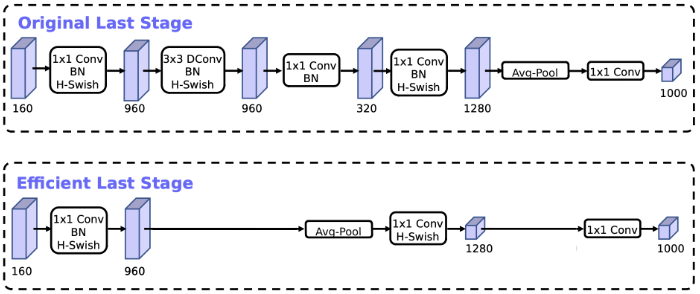 Original Last Stage
1x1 Conv
BN
H-Swish
3x3 DConv
BN
H-Swish
1x1 Conv
BN
1x1 Conv
BN
H-Swish
Avg-Pool
1x1 Conv
160
960
960
320
1280
1000
Efficient Last Stage
1x1 Conv
BN
H-Swish
Avg-Pool
1x1 Conv
H-Swish
1x1 Conv
160
960
1280
1000